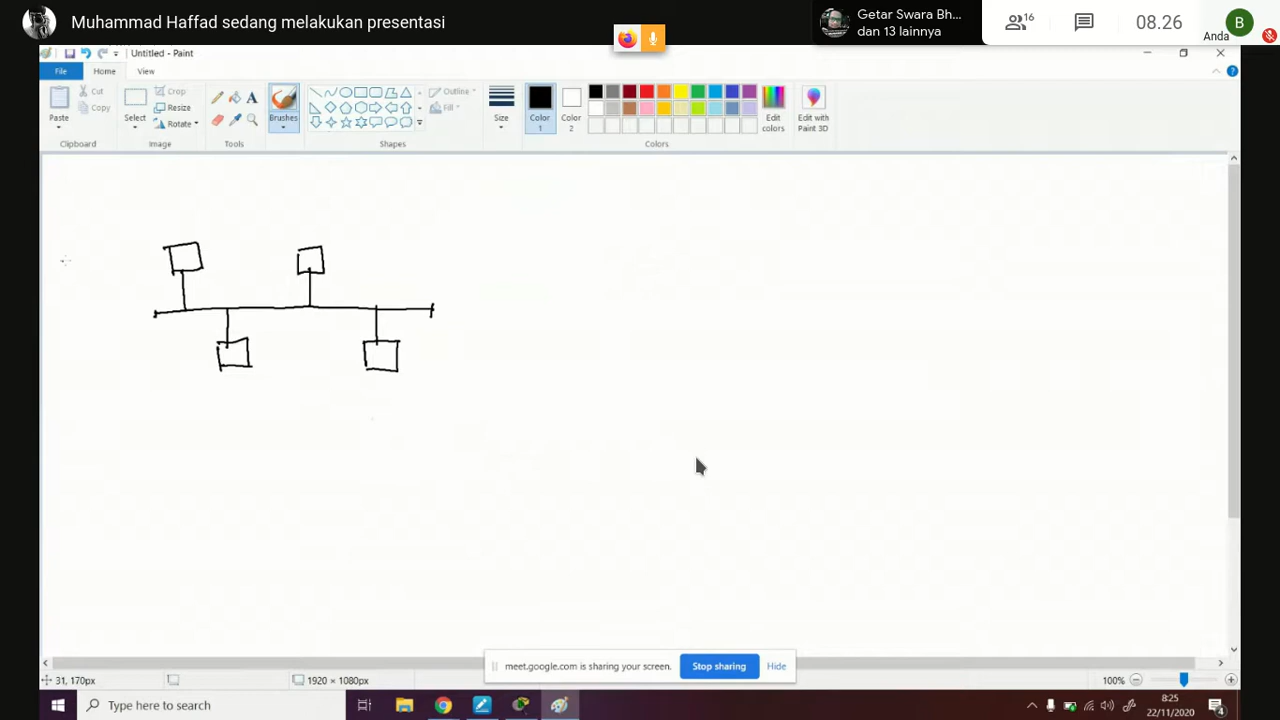 Muhammad Haffad sedang melakukan presentasi
Getar Swara Bh...
dan 13 lainnya
16
08.26
B
Anda
Untitled - Paint
File
Home
View
Paste
Cut
Copy
Clipboard
Select
Crop
Resize
Rotate
Image
A
Tools
Brushes
Outline
Fill
Shapes
Size
Color
1
Color
2
Edit
colors
Edit with
Paint 3D
Colors
meet.google.com is sharing your screen.
Stop sharing
Hide
31, 170px
1920 × 1080px
100%
Type here to search
8:25
22/11/2020
4